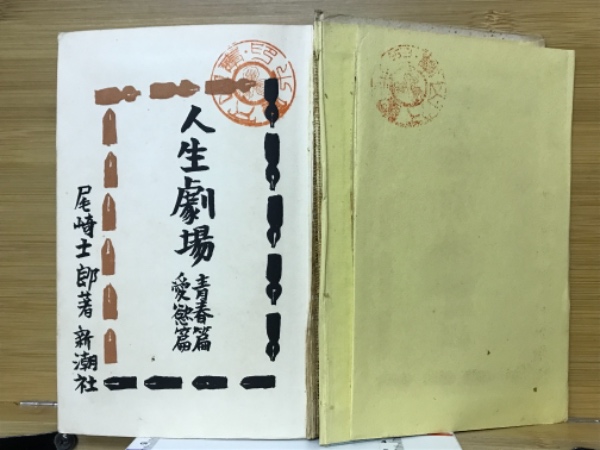 人生劇場
青春篇
愛慾篇
尾崎士郎著 新潮社